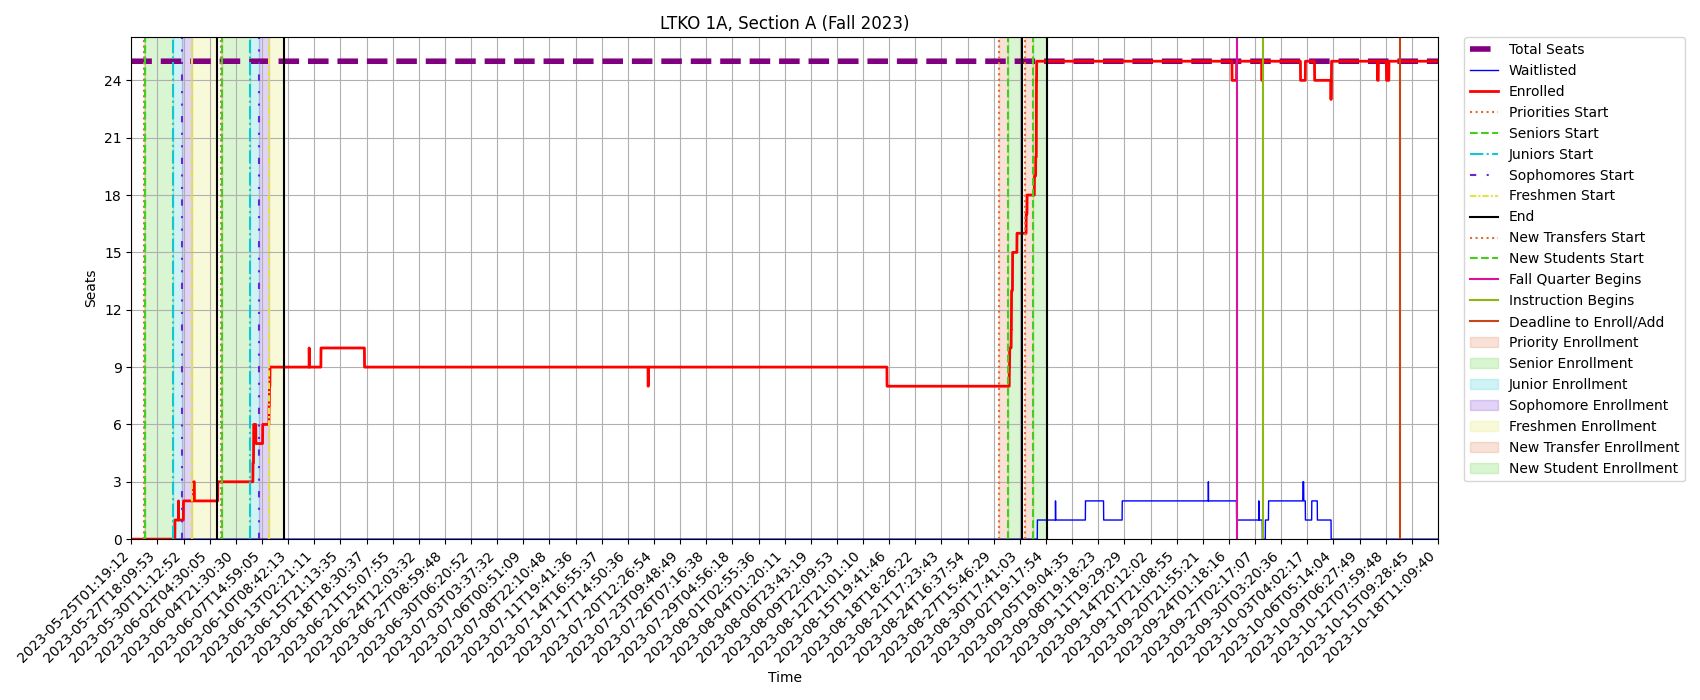 LTKO 1A, Section A (Fall 2023)
Seats
24
21
18
15
12
9
6
3
0
2023-05-25T01:19:12
2023-05-27T18:09:53
2023-05-30T11:12:52
2023-06-02T04:30:05
2023-06-04T21:30:30
2023-06-07T14:59:05
2023-06-10T08:42:13
2023-06-13T02:21:11
2023-06-15T21:13:35
2023-06-18T18:30:37
2023-06-21T15:07:55
2023-06-24T12:03:32
2023-06-27T08:59:48
2023-06-30T06:20:52
2023-07-03T03:37:32
2023-07-06T00:51:09
2023-07-08T22:10:48
2023-07-11T19:41:36
2023-07-14T16:55:37
2023-07-17T14:50:36
2023-07-20T12:26:54
2023-07-23T09:48:49
2023-07-26T07:16:38
2023-07-29T04:56:18
2023-08-01T02:55:36
2023-08-04T01:20:11
2023-08-06T23:43:19
2023-08-09T22:09:53
2023-08-12T21:01:10
2023-08-15T19:41:46
2023-08-18T18:26:22
2023-08-21T17:23:43
2023-08-24T16:37:54
2023-08-27T15:46:29
2023-08-30T17:41:03
2023-09-02T19:17:54
2023-09-05T19:04:35
2023-09-08T19:18:23
2023-09-11T19:29:29
2023-09-14T20:12:02
2023-09-17T21:08:55
2023-09-20T21:55:21
2023-09-24T01:18:16
2023-09-27T02:17:07
2023-09-30T03:20:36
2023-10-03T04:02:17
2023-10-06T05:14:04
2023-10-09T06:27:49
2023-10-12T07:59:48
2023-10-15T09:28:45
2023-10-18T11:09:40
Time
Total Seats
Waitlisted
Enrolled
Priorities Start
Seniors Start
Juniors Start
Sophomores Start
Freshmen Start
End
New Transfers Start
New Students Start
Fall Quarter Begins
Instruction Begins
Deadline to Enroll/Add
Priority Enrollment
Senior Enrollment
Junior Enrollment
Sophomore Enrollment
Freshmen Enrollment
New Transfer Enrollment
New Student Enrollment